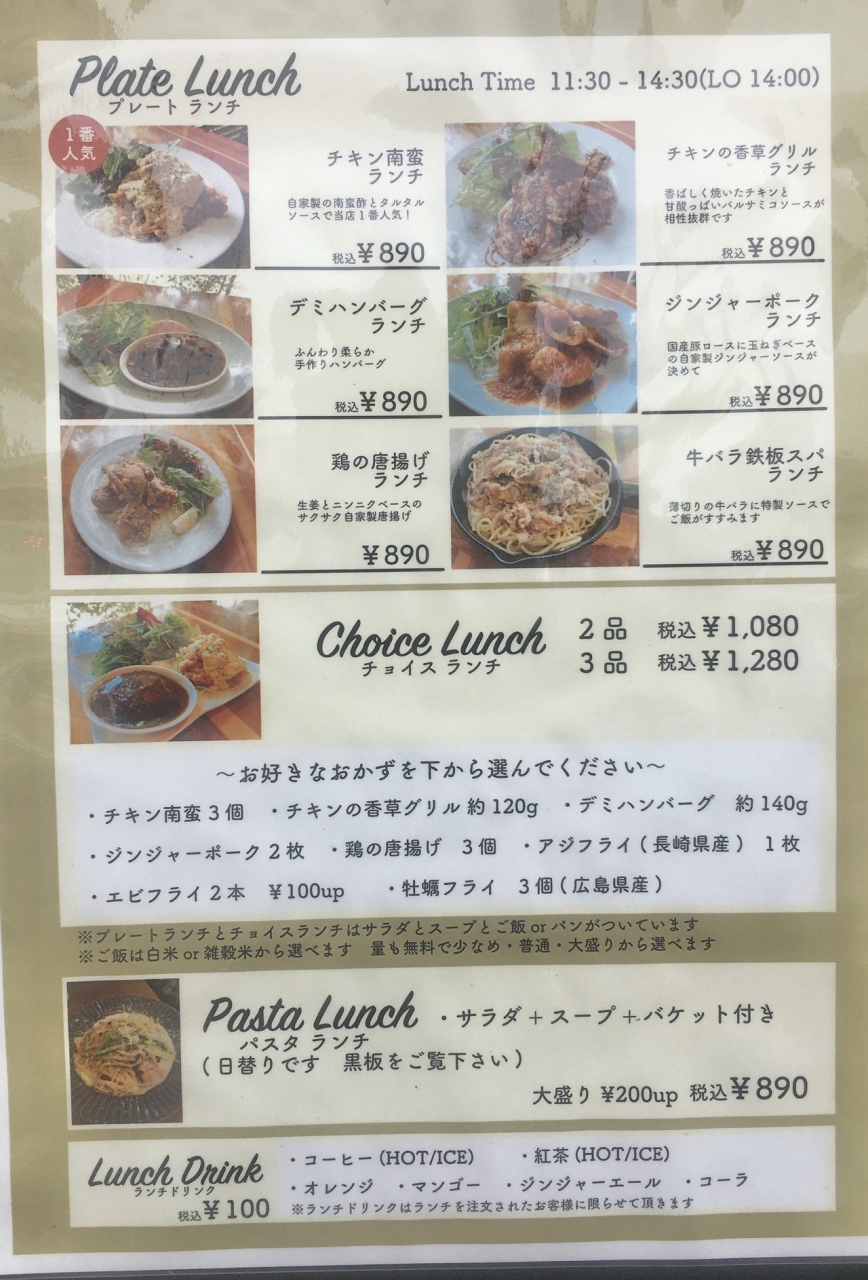 Plate Lunch
プレート ランチ
Lunch Time 11:30 - 14:30(LO 14:00)
1番
人気
チキン南蛮
ランチ
自家製の南蛮酢とタルタル
ソースで当店1番人気!
税込¥890
チキンの香草グリル
ランチ
香ばしく焼いたチキンと
甘酸っぱいバルサミコソースが
相性抜群です
税込¥890
デミハンバーグ
ランチ
ふんわり柔らか
手作りハンバーグ
税込¥890
ジンジャーポーク
ランチ
国産豚ロースに玉ねぎベース
の自家製ジンジャーソースが
決めて
税込¥890
鶏の唐揚げ
ランチ
生姜とニンニクベースの
サクサク自家製唐揚げ
¥890
牛バラ鉄板スパ
ランチ
薄切りの牛バラに特製ソースで
ご飯がすすみます
税込¥890
Choice Lunch
チョイス ランチ
2品 税込¥1,080
3品 税込¥1,280
～お好きなおかずを下から選んでください～
・チキン南蛮3個 ・チキンの香草グリル 約120g ・デミハンバーグ 約140g
・ジンジャーポーク2枚 ・鶏の唐揚げ 3個 ・アジフライ(長崎県産) 1枚
・エビフライ2本 ¥100up ・牡蠣フライ 3個(広島県産)
※プレートランチとチョイスランチはサラダとスープとご飯 or パンがついています
※ご飯は白米 or 雑穀米から選べます 量も無料で少なめ・普通・大盛りから選べます
Pasta Lunch ・サラダ+スープ+バケット付き
パスタ ランチ
(日替りです 黒板をご覧下さい)
大盛り ¥200up 税込¥890
Lunch Drink
ランチドリンク
税込¥100
・コーヒー(HOT/ICE) ・紅茶(HOT/ICE)
・オレンジ ・マンゴー ・ジンジャーエール ・コーラ
※ランチドリンクはランチを注文されたお客様に限らせて頂きます